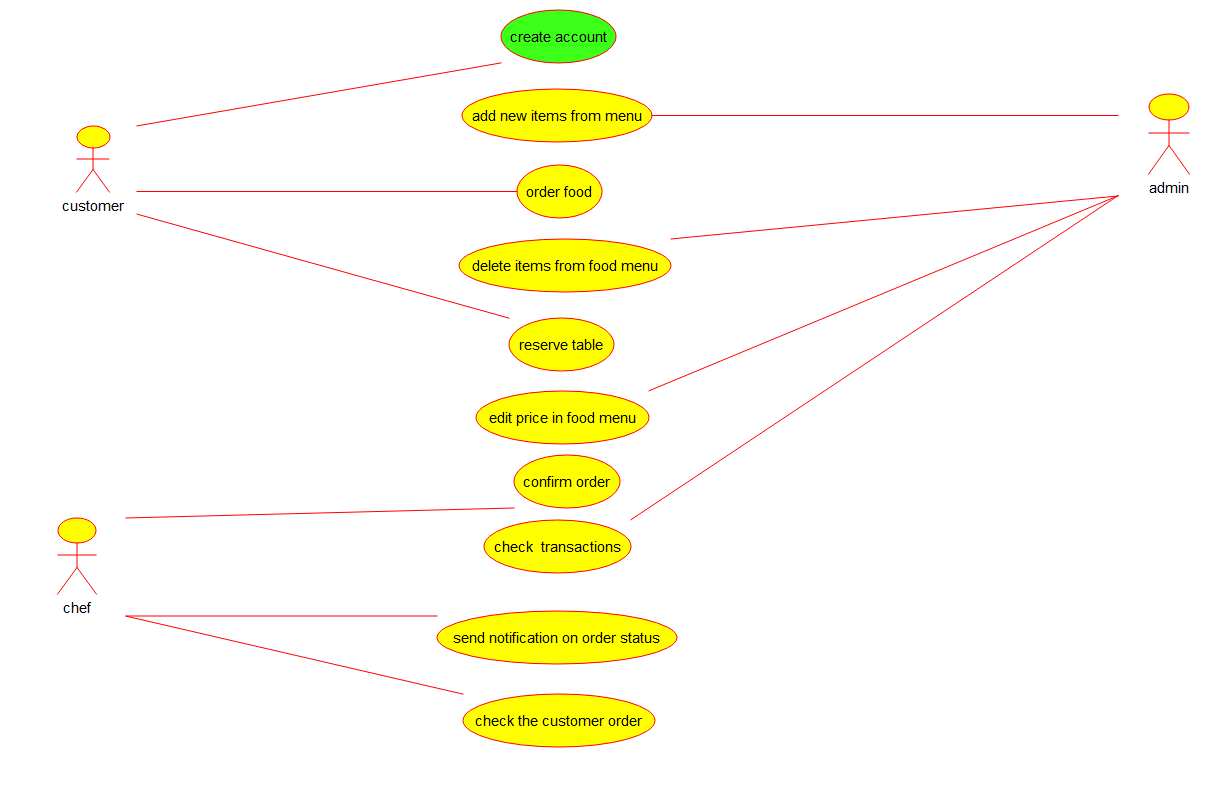 create account
add new items from menu
order food
customer
admin
delete items from food menu
reserve table
edit price in food menu
confirm order
check  transactions
chef
send notification on order status
check the customer order